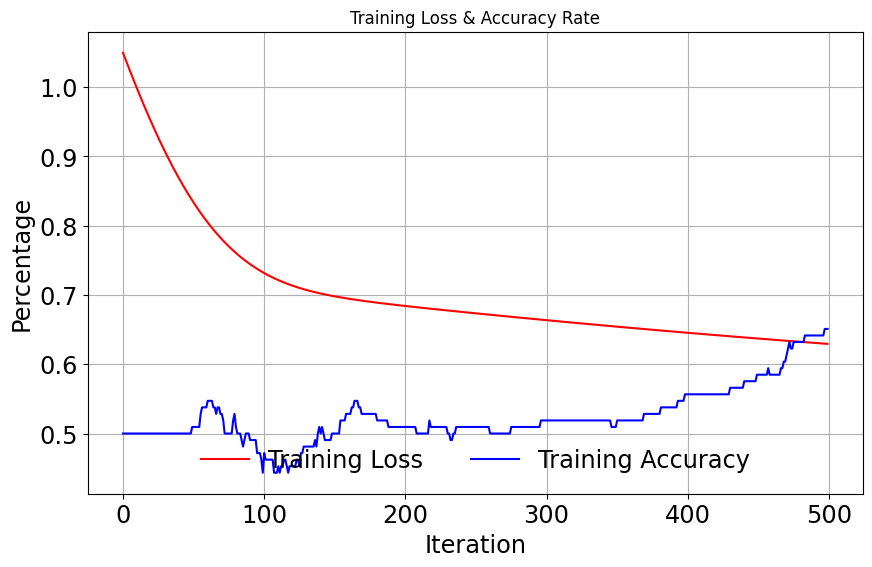 Training Loss & Accuracy Rate
Percentage
1.0
0.9
0.8
0.7
0.6
0.5
Training Loss Training Accuracy
0 100 200 300 400 500
Iteration